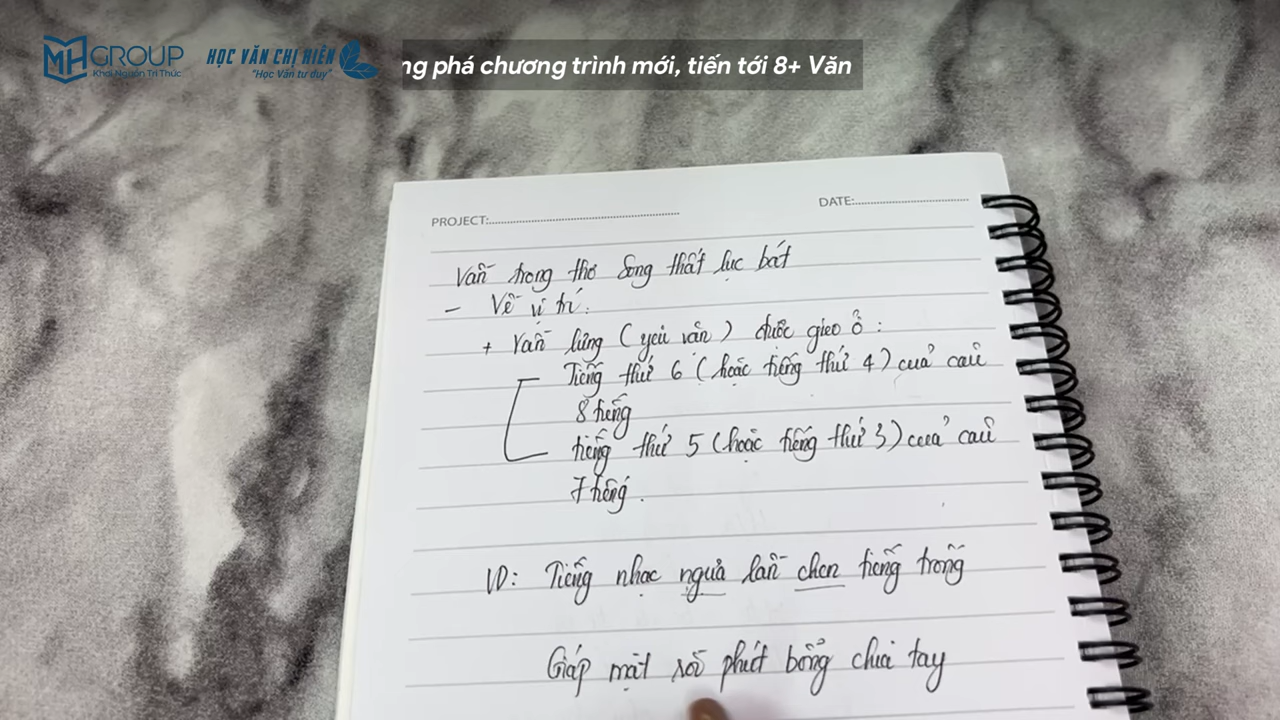 MH GROUP
Khơi Nguồn Tri Thức
HỌC VĂN CHỊ HIÊN
"Học Văn tư duy"
ng phá chương trình mới, tiến tới 8+ Văn
PROJECT:
DATE:
Vần trong thơ Song thất lục bát
- Về vị trí:
+ Vần lưng (yêu vần) được gieo ở:
Tiếng thứ 6 (hoặc tiếng thứ 4) của câu
8 tiếng
tiếng thứ 5 (hoặc tiếng thứ 3) của câu
7 tiếng.
VD: Tiếng nhạc ngựa lần chen tiếng trống
Giáp mặt rồi phút bỗng chia tay